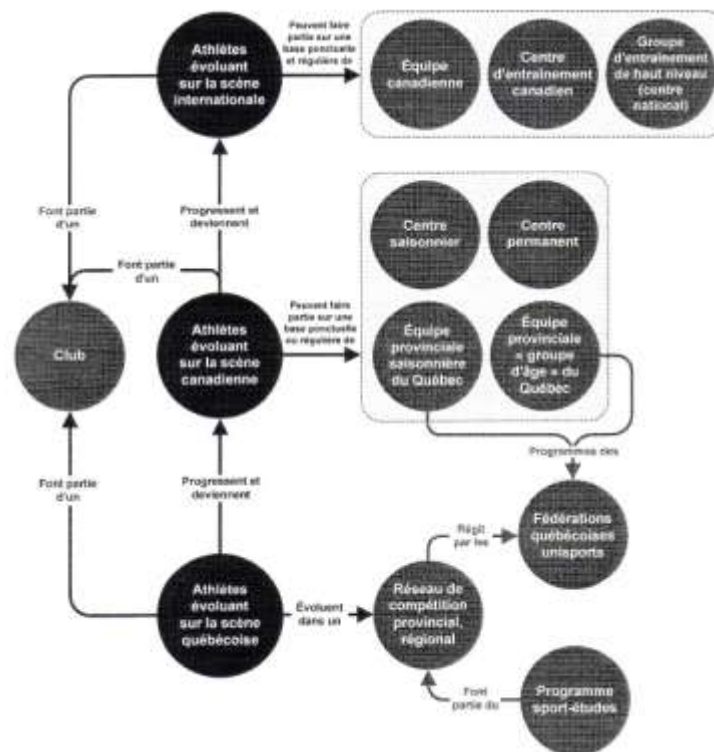 Athlètes
évoluant
sur la scène
internationale
Peuvent faire
partie sur une
base ponctuelle
et régulière de
Équipe
canadienne
Centre
d'entraînement
canadien
Groupe
d'entraînement
de haut niveau
(centre
national)
Font partie
d'un
Progressent et
deviennent
Font partie
d'un
Centre
saisonnier
Centre
permanent
Club
Athlètes
évoluant
sur la scène
canadienne
Peuvent faire
partie sur une
base ponctuelle
ou régulière de
Équipe
provinciale
saisonnière
du Québec
Équipe
provinciale
« groupe
d'âge » du
Québec
Programmes des
Font partie
d'un
Progressent et
deviennent
Fédérations
québécoises
unisports
Régit
par les
Athlètes
évoluant
sur la scène
québécoise
Évoluent
dans un
Réseau de
compétition
provincial,
régional,
Font
partie du
Programme
sport-études